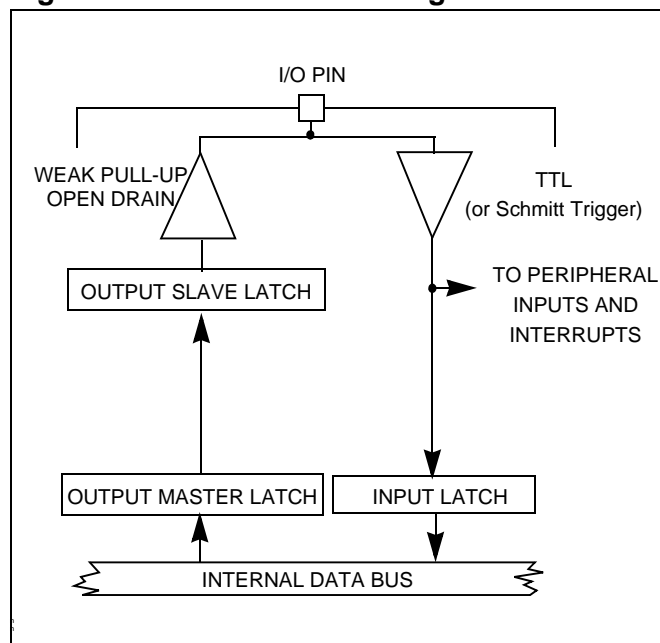 I/O PIN
WEAK PULL-UP
OPEN DRAIN
TTL
(or Schmitt Trigger)
OUTPUT SLAVE LATCH
TO PERIPHERAL
INPUTS AND
INTERRUPTS
OUTPUT MASTER LATCH
INPUT LATCH
INTERNAL DATA BUS